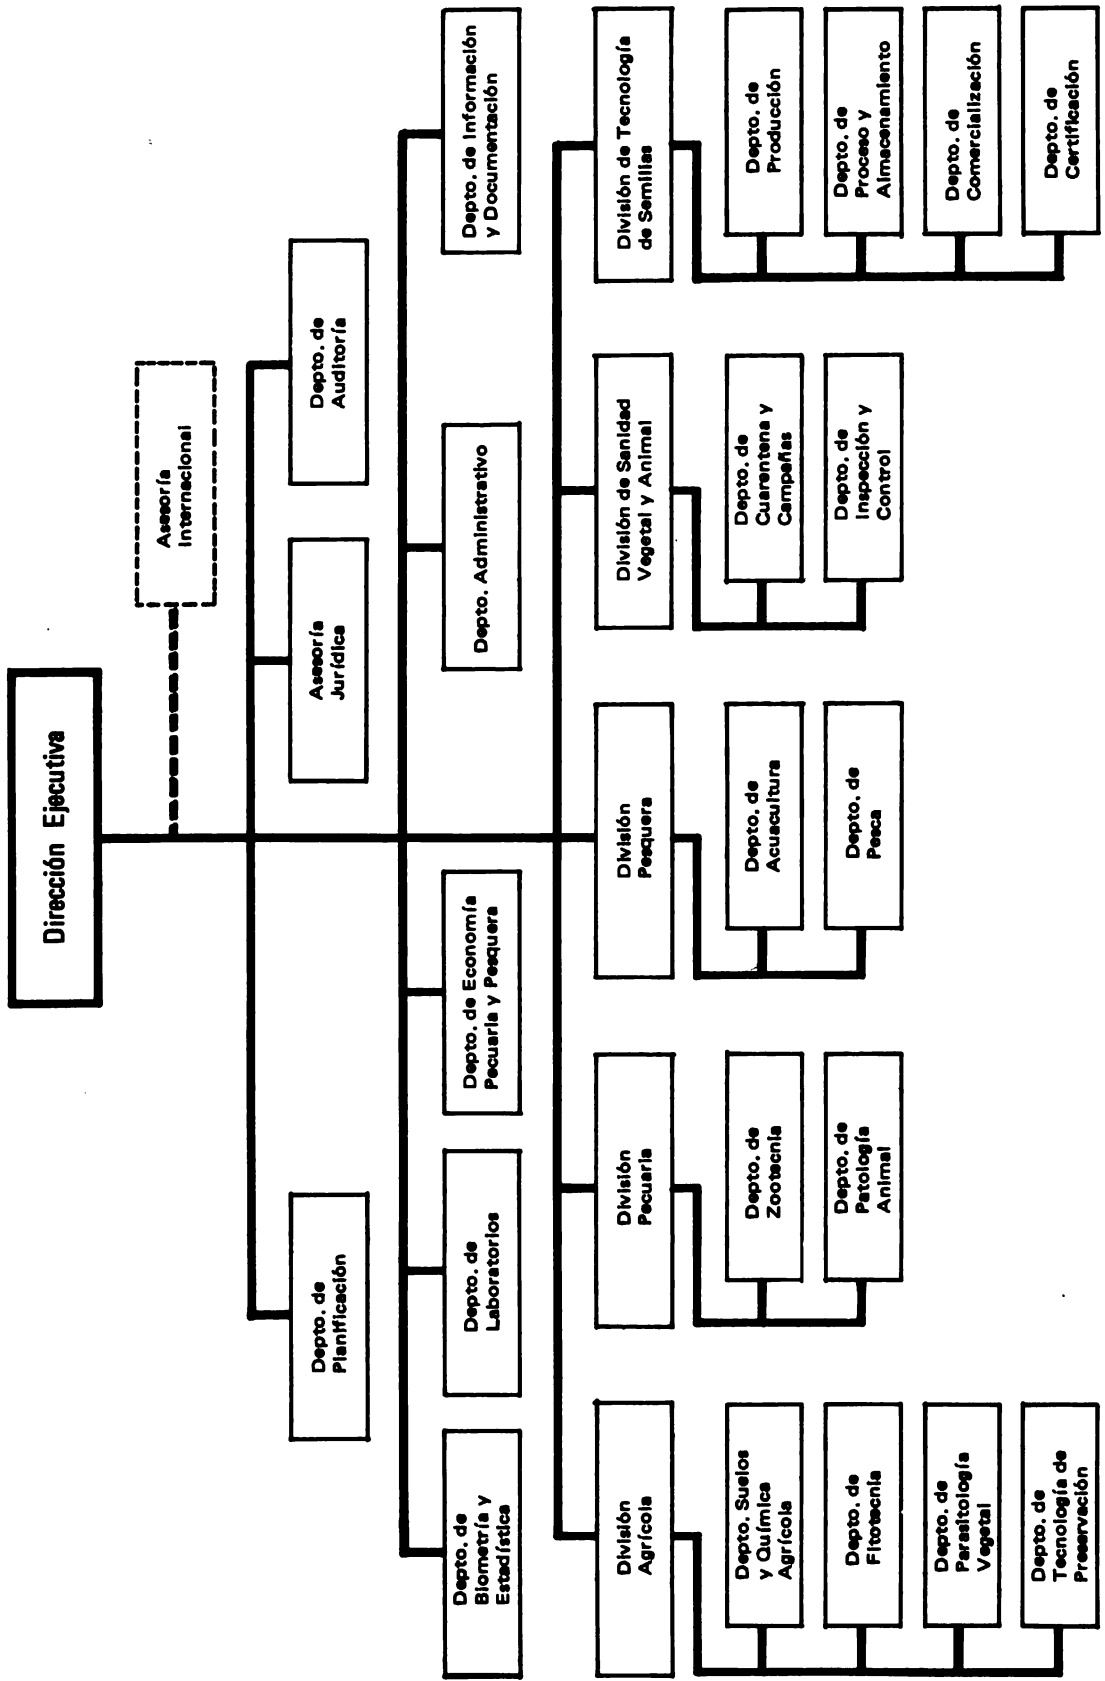 Dirección Ejecutiva
Asesoría
Internacional
Depto. de
Planificación
Asesoría
Jurídica
Depto. de
Auditoría
Depto. de
Biometría y
Estadística
Depto. de
Laboratorios
Depto. de Economía
Pecuaria y Pesquera
Depto. Administrativo
Depto. de Información
y Documentación
División
Agrícola
División
Pecuaria
División
Pesquera
División de Sanidad
Vegetal y Animal
División de Tecnología
de Semillas
Depto. Suelos
y Química
Agrícola
Depto. de
Fitotecnia
Depto. de
Parasitología
Vegetal
Depto. de
Tecnología de
Preservación
Depto. de
Zootecnia
Depto. de
Patología
Animal
Depto. de
Acuacultura
Depto. de
Pesca
Depto. de
Cuarentena y
Campeñas
Depto. de
Inspección y
Control
Depto. de
Producción
Depto. de
Proceso y
Almacenamiento
Depto. de
Comercialización
Depto. de
Certificación